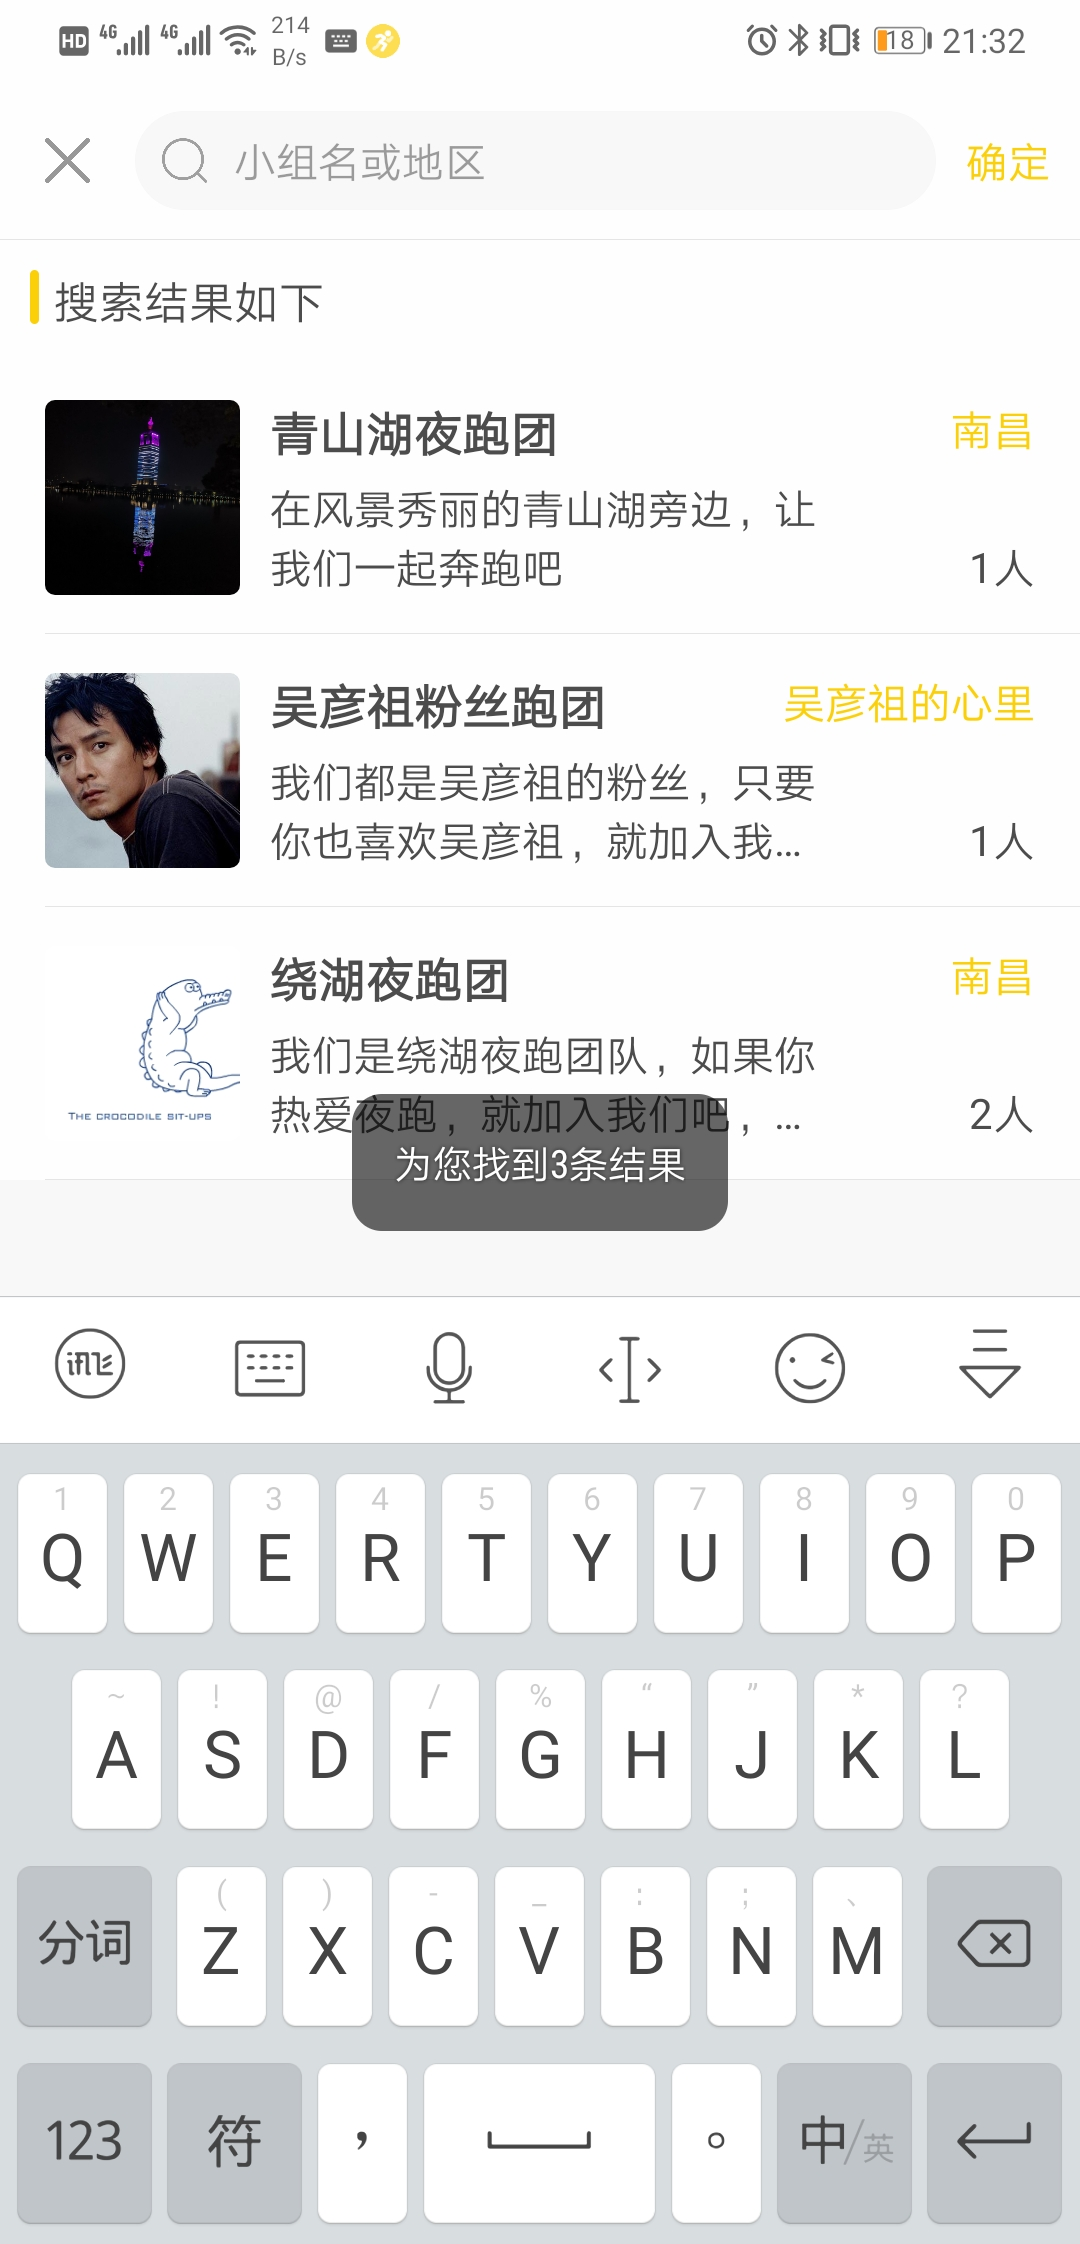 HD 4G 4G 214 B/s 18 21:32
小组名或地区 确定
搜索结果如下
青山湖夜跑团 南昌
在风景秀丽的青山湖旁边，让
我们一起奔跑吧 1人
吴彦祖粉丝跑团 吴彦祖的心里
我们都是吴彦祖的粉丝，只要
你也喜欢吴彦祖，就加入我... 1人
绕湖夜跑团 南昌
我们是绕湖夜跑团队，如果你
THE CROCODILE SIT-UPS
热爱夜跑，就加入我们吧，... 2人
为您找到3条结果
讯飞
1 2 3 4 5 6 7 8 9 0
Q W E R T Y U I O P
~ ! @ / % “ ” * ?
A S D F G H J K L
( ) - _ : ; 、
分词 Z X C V B N M
123 符 ， 。 中/英